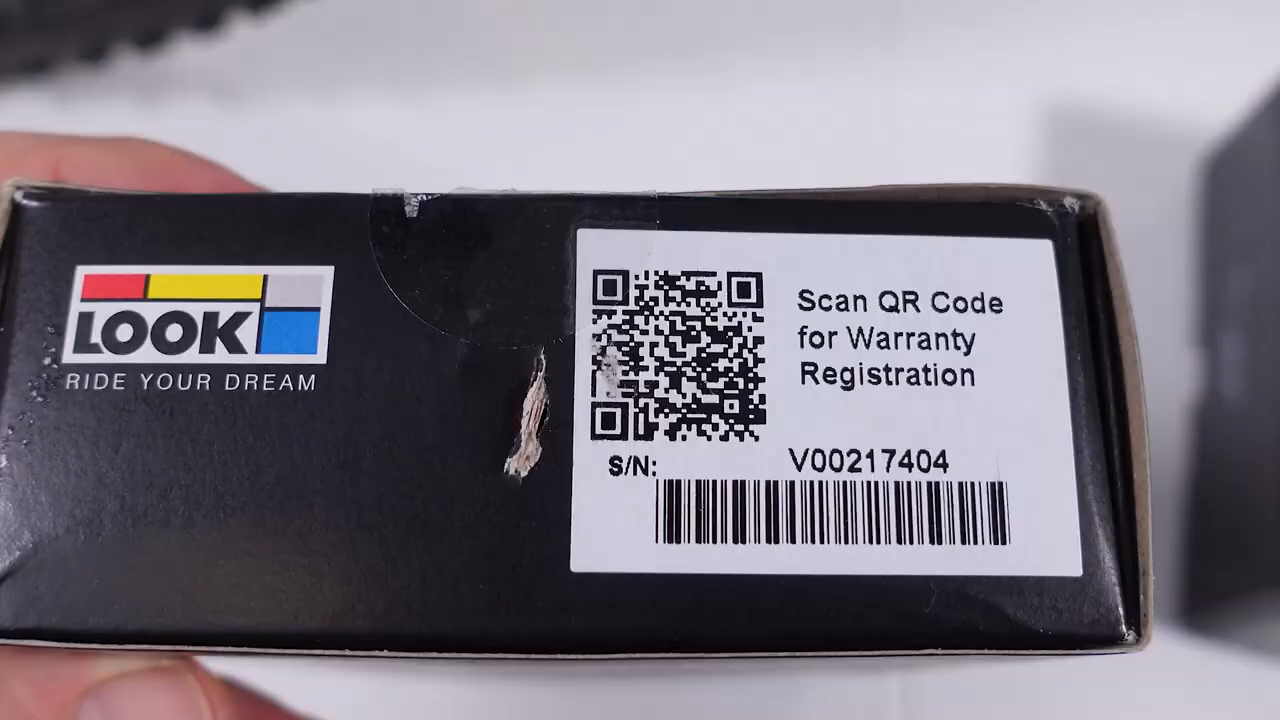 LOOK
RIDE YOUR DREAM
Scan QR Code
for Warranty
Registration
S/N: V00217404